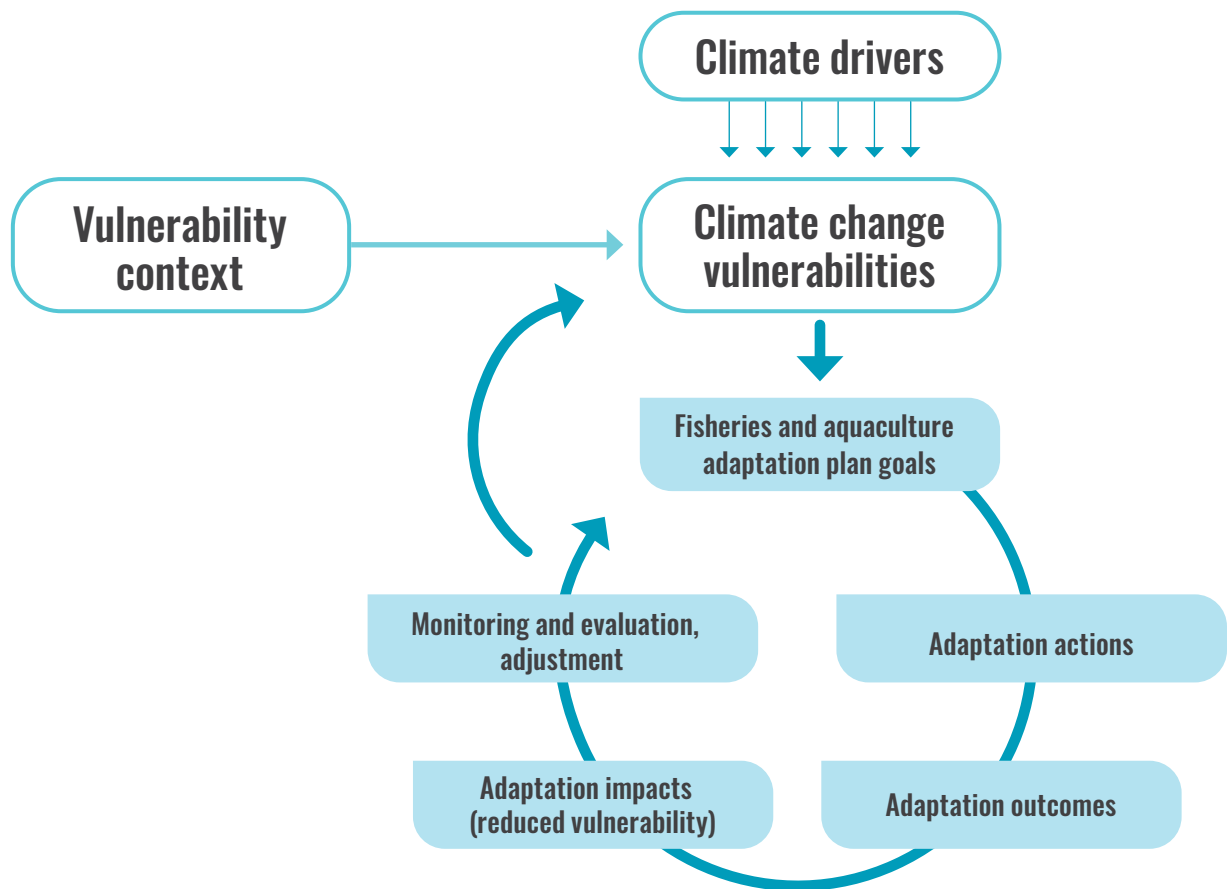 Climate drivers
Vulnerability
context
Climate change
vulnerabilities
Fisheries and aquaculture
adaptation plan goals
Monitoring and evaluation,
adjustment
Adaptation actions
Adaptation impacts
(reduced vulnerability)
Adaptation outcomes